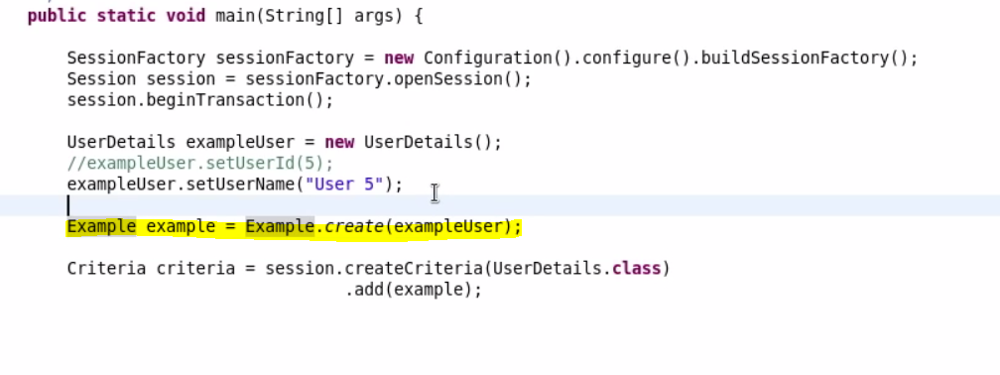 public static void main(String[] args) {
SessionFactory sessionFactory = new Configuration().configure().buildSessionFactory();
Session session = sessionFactory.openSession();
session.beginTransaction();
UserDetails exampleUser = new UserDetails();
//exampleUser.setUserId(5);
exampleUser.setUserName("User 5");
Example example = Example.create(exampleUser);
Criteria criteria = session.createCriteria(UserDetails.class)
.add(example);